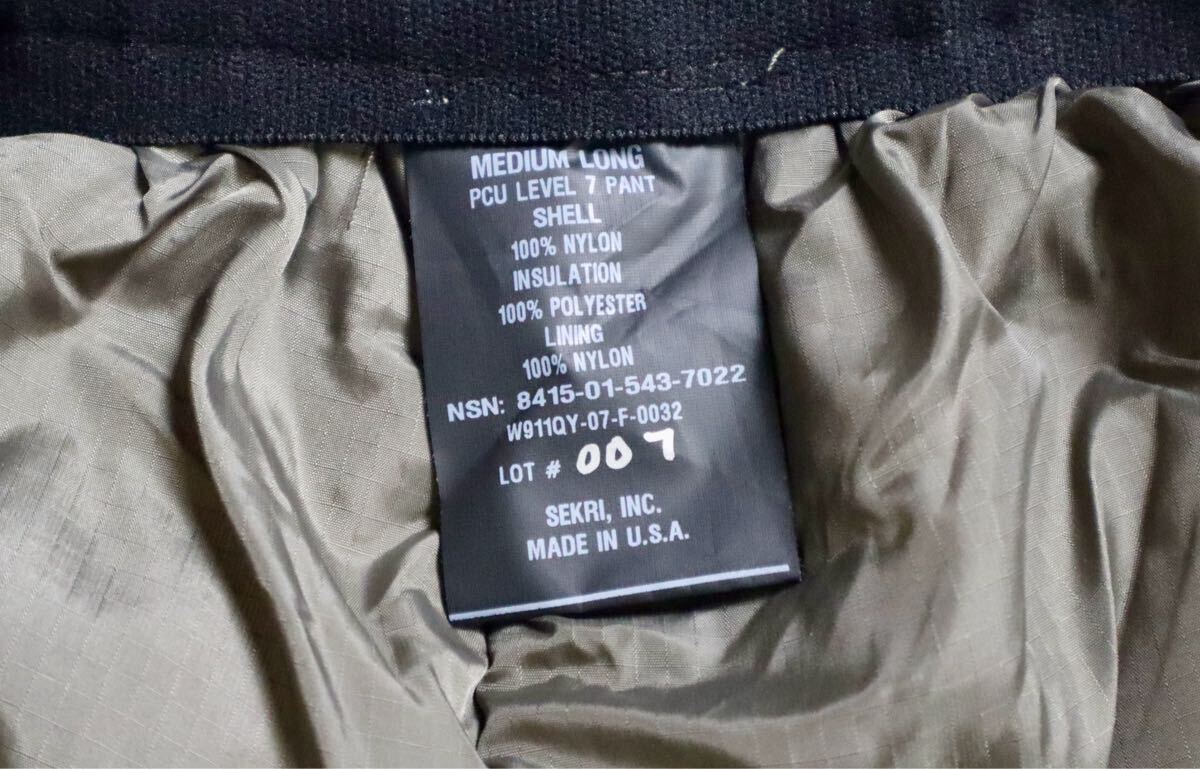 MEDIUM LONG
PCU LEVEL 7 PANT
SHELL
100% NYLON
INSULATION
100% POLYESTER
LINING
100% NYLON
NSN: 8415-01-543-7022
W911QY-07-F-0032
LOT # 007
SEKRI, INC.
MADE IN U.S.A.